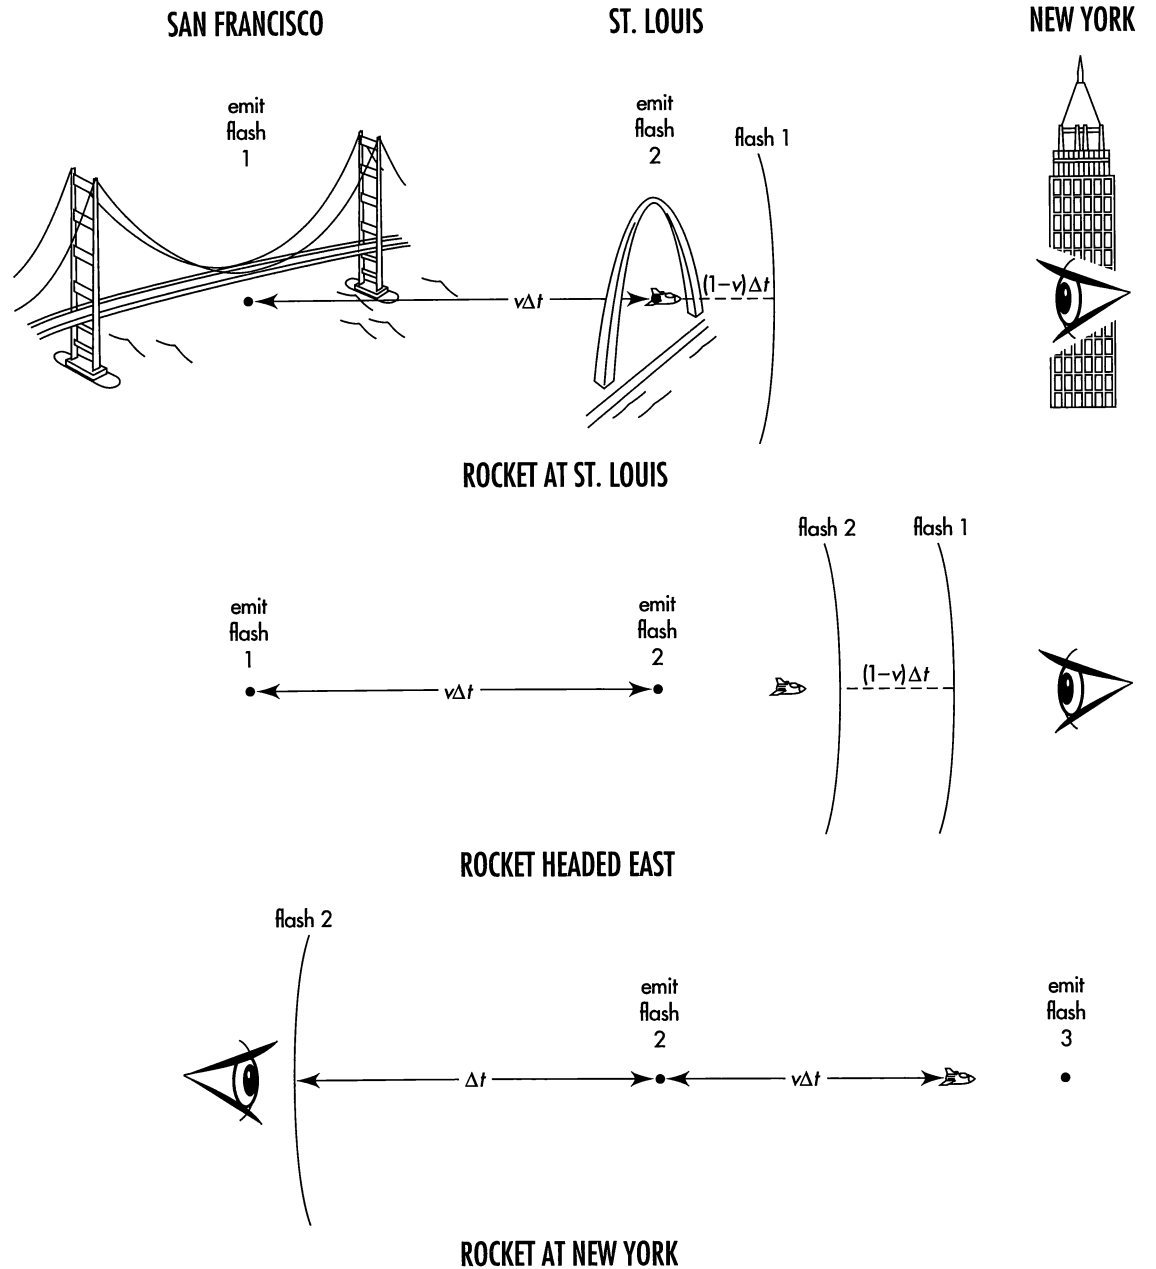 SAN FRANCISCO
ST. LOUIS
NEW YORK
emit
flash
1
emit
flash
2
flash 1
vΔt
(1–v)Δt
ROCKET AT ST. LOUIS
flash 2
flash 1
emit
flash
1
emit
flash
2
vΔt
(1–v)Δt
ROCKET HEADED EAST
flash 2
emit
flash
2
emit
flash
3
Δt
vΔt
ROCKET AT NEW YORK